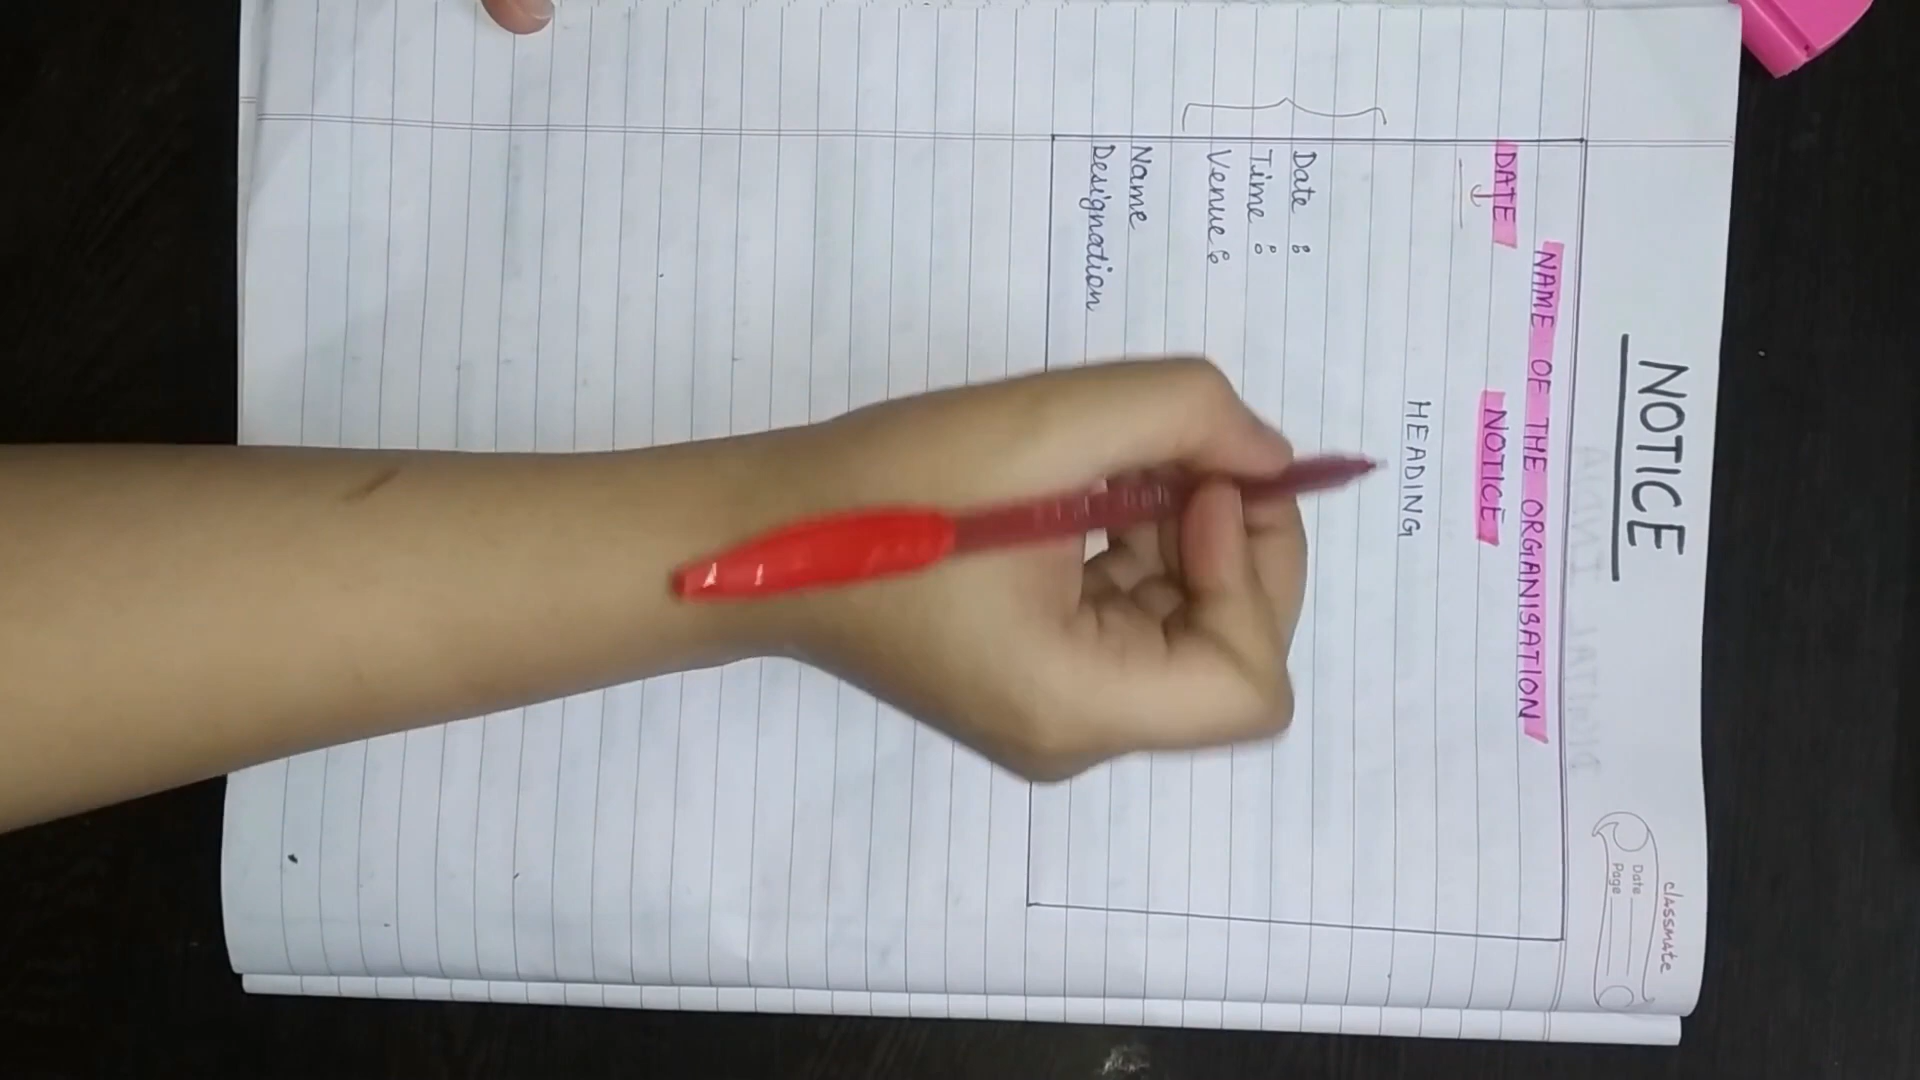 classmate
Date
Page
NOTICE
NAME OF THE ORGANISATION
NOTICE
DATE
HEADING
Date :
Time :
Venue :
Name
Designation